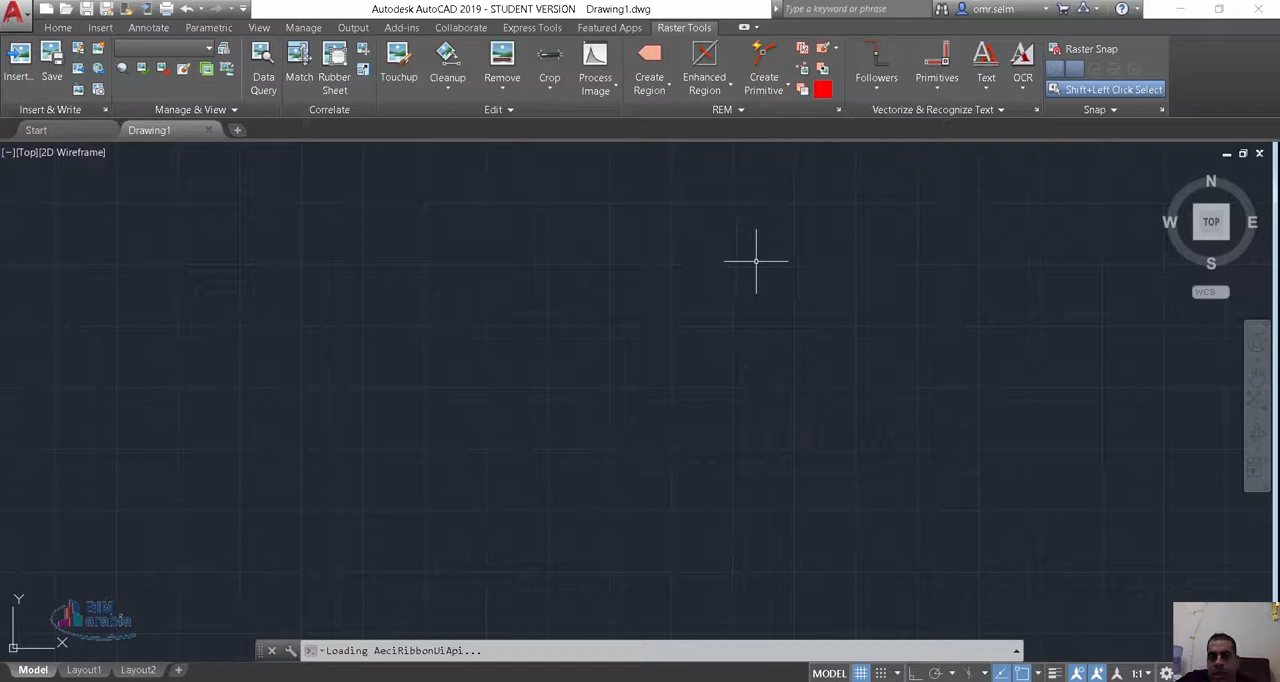 Autodesk AutoCAD 2019 - STUDENT VERSION Drawing1.dwg
Type a keyword or phrase
omr.selm
Home Insert Annotate Parametric View Manage Output Add-ins Collaborate Express Tools Featured Apps Raster Tools
Insert... Save
Data Query
Match
Rubber Sheet
Touchup
Cleanup
Remove
Crop
Process Image
Create Region
Enhanced Region
Create Primitive
Followers
Primitives
Text
OCR
Raster Snap
Shift+Left Click Select
Insert & Write
Manage & View
Correlate
Edit
REM
Vectorize & Recognize Text
Snap
Start
Drawing1
[−][Top][2D Wireframe]
N
W TOP E
S
WCS
Y
X
BIM
arabia
Loading AeciRibbonUiApi...
Model Layout1 Layout2
MODEL
1:1